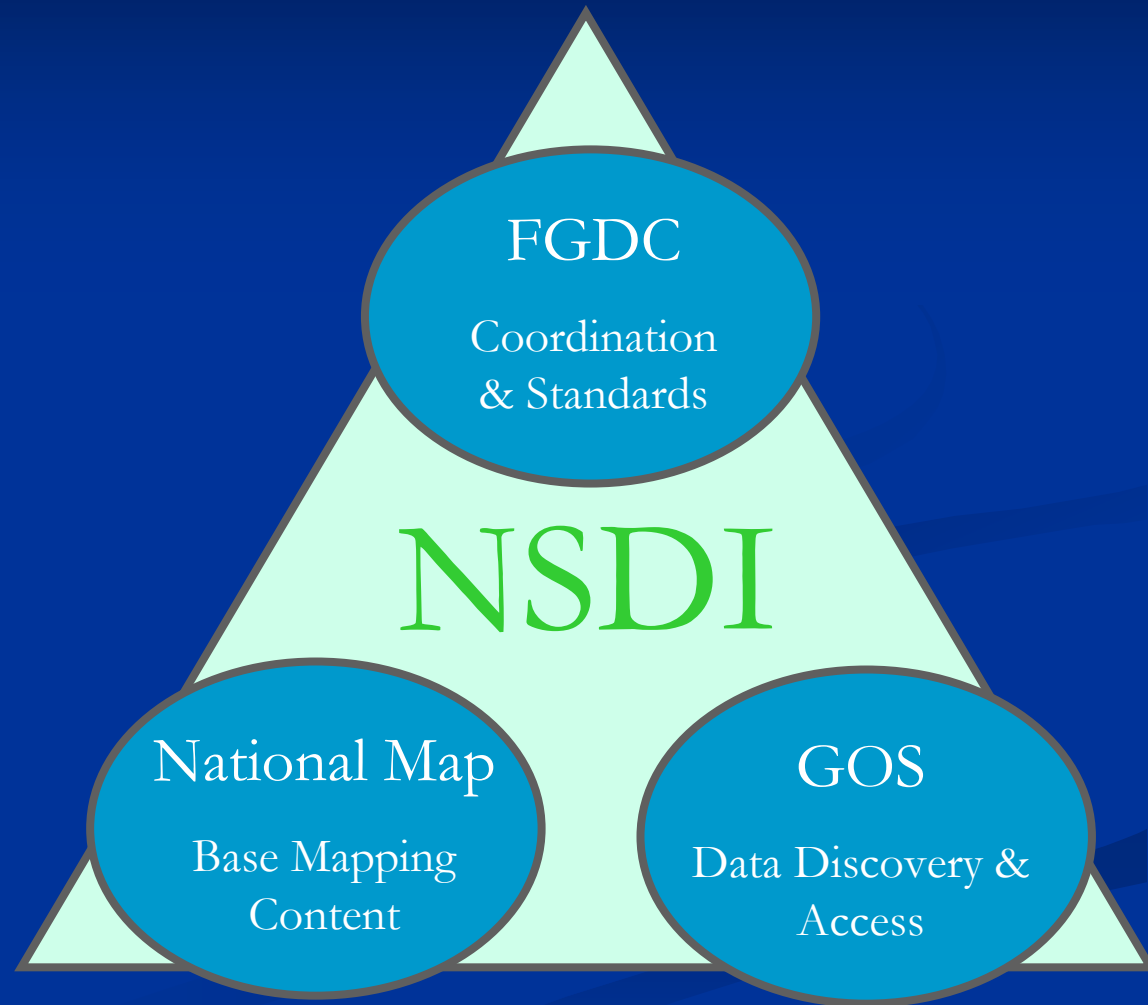 FGDC
Coordination
& Standards
NSDI
National Map
Base Mapping
Content
GOS
Data Discovery &
Access